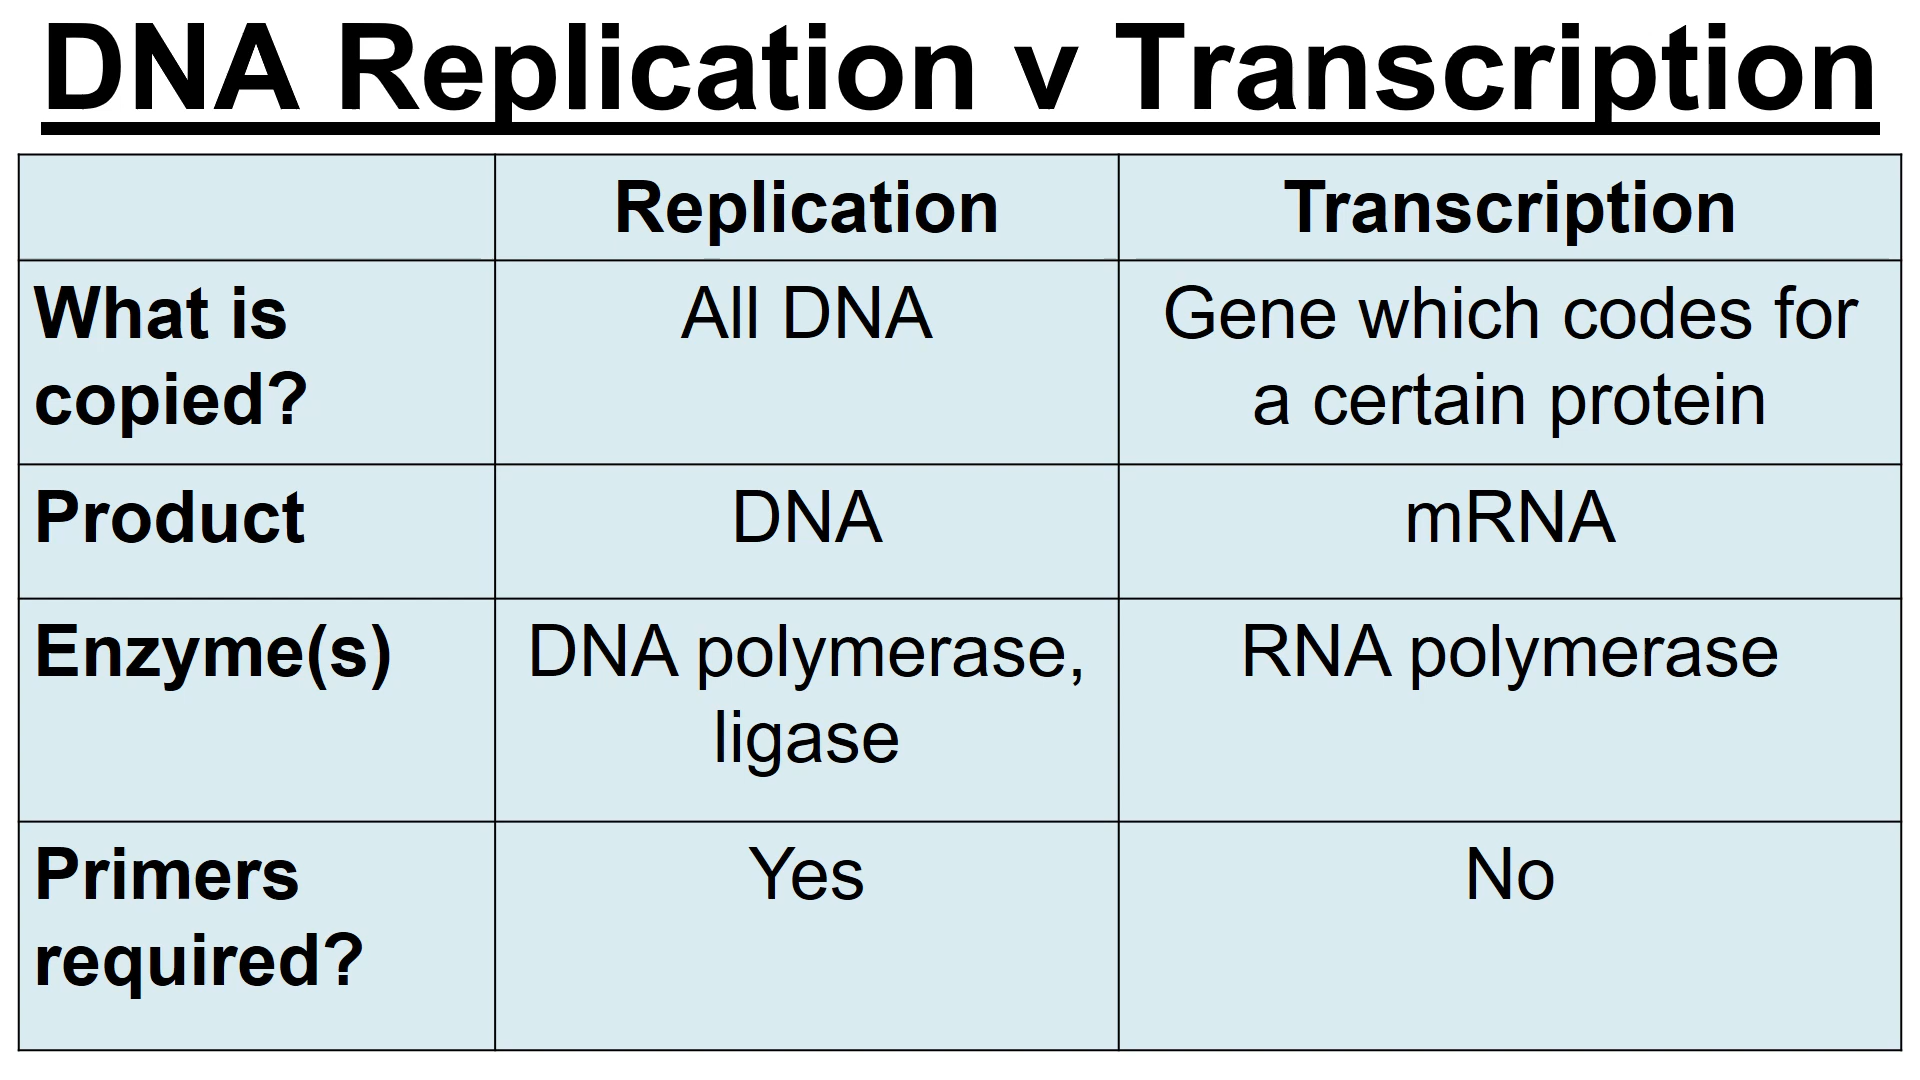 DNA Replication v Transcription
Replication
Transcription
What is
copied?
All DNA
Gene which codes for
a certain protein
Product
DNA
mRNA
Enzyme(s)
DNA polymerase,
ligase
RNA polymerase
Primers
required?
Yes
No